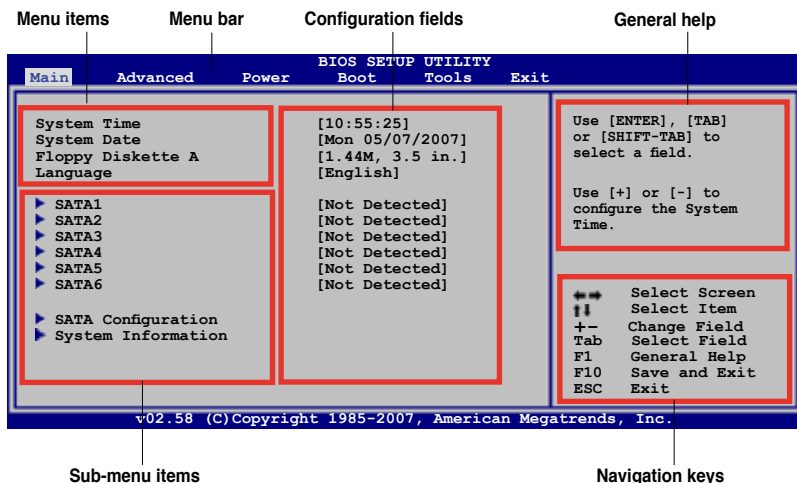 Menu items Menu bar Configuration fields General help
BIOS SETUP UTILITY
Main Advanced Power Boot Tools Exit
System Time [10:55:25]
System Date [Mon 05/07/2007]
Floppy Diskette A [1.44M, 3.5 in.]
Language [English]
SATA1 [Not Detected]
SATA2 [Not Detected]
SATA3 [Not Detected]
SATA4 [Not Detected]
SATA5 [Not Detected]
SATA6 [Not Detected]
SATA Configuration
System Information
Use [ENTER], [TAB]
or [SHIFT-TAB] to
select a field.
Use [+] or [-] to
configure the System
Time.
Select Screen
Select Item
+- Change Field
Tab Select Field
F1 General Help
F10 Save and Exit
ESC Exit
v02.58 (C)Copyright 1985-2007, American Megatrends, Inc.
Sub-menu items Navigation keys